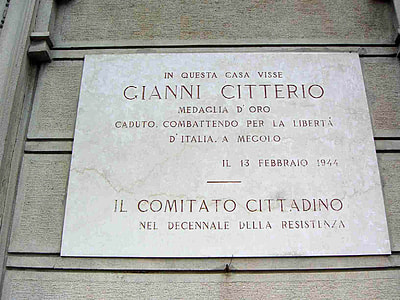 IN QUESTA CASA VISSE
GIANNI CITTERIO
MEDAGLIA D'ORO
CADUTO, COMBATTENDO PER LA LIBERTÀ
D'ITALIA, A MEGOLO
IL 13 FEBBRAIO 1944
IL COMITATO CITTADINO
NEL DECENNALE DELLA RESISTENZA